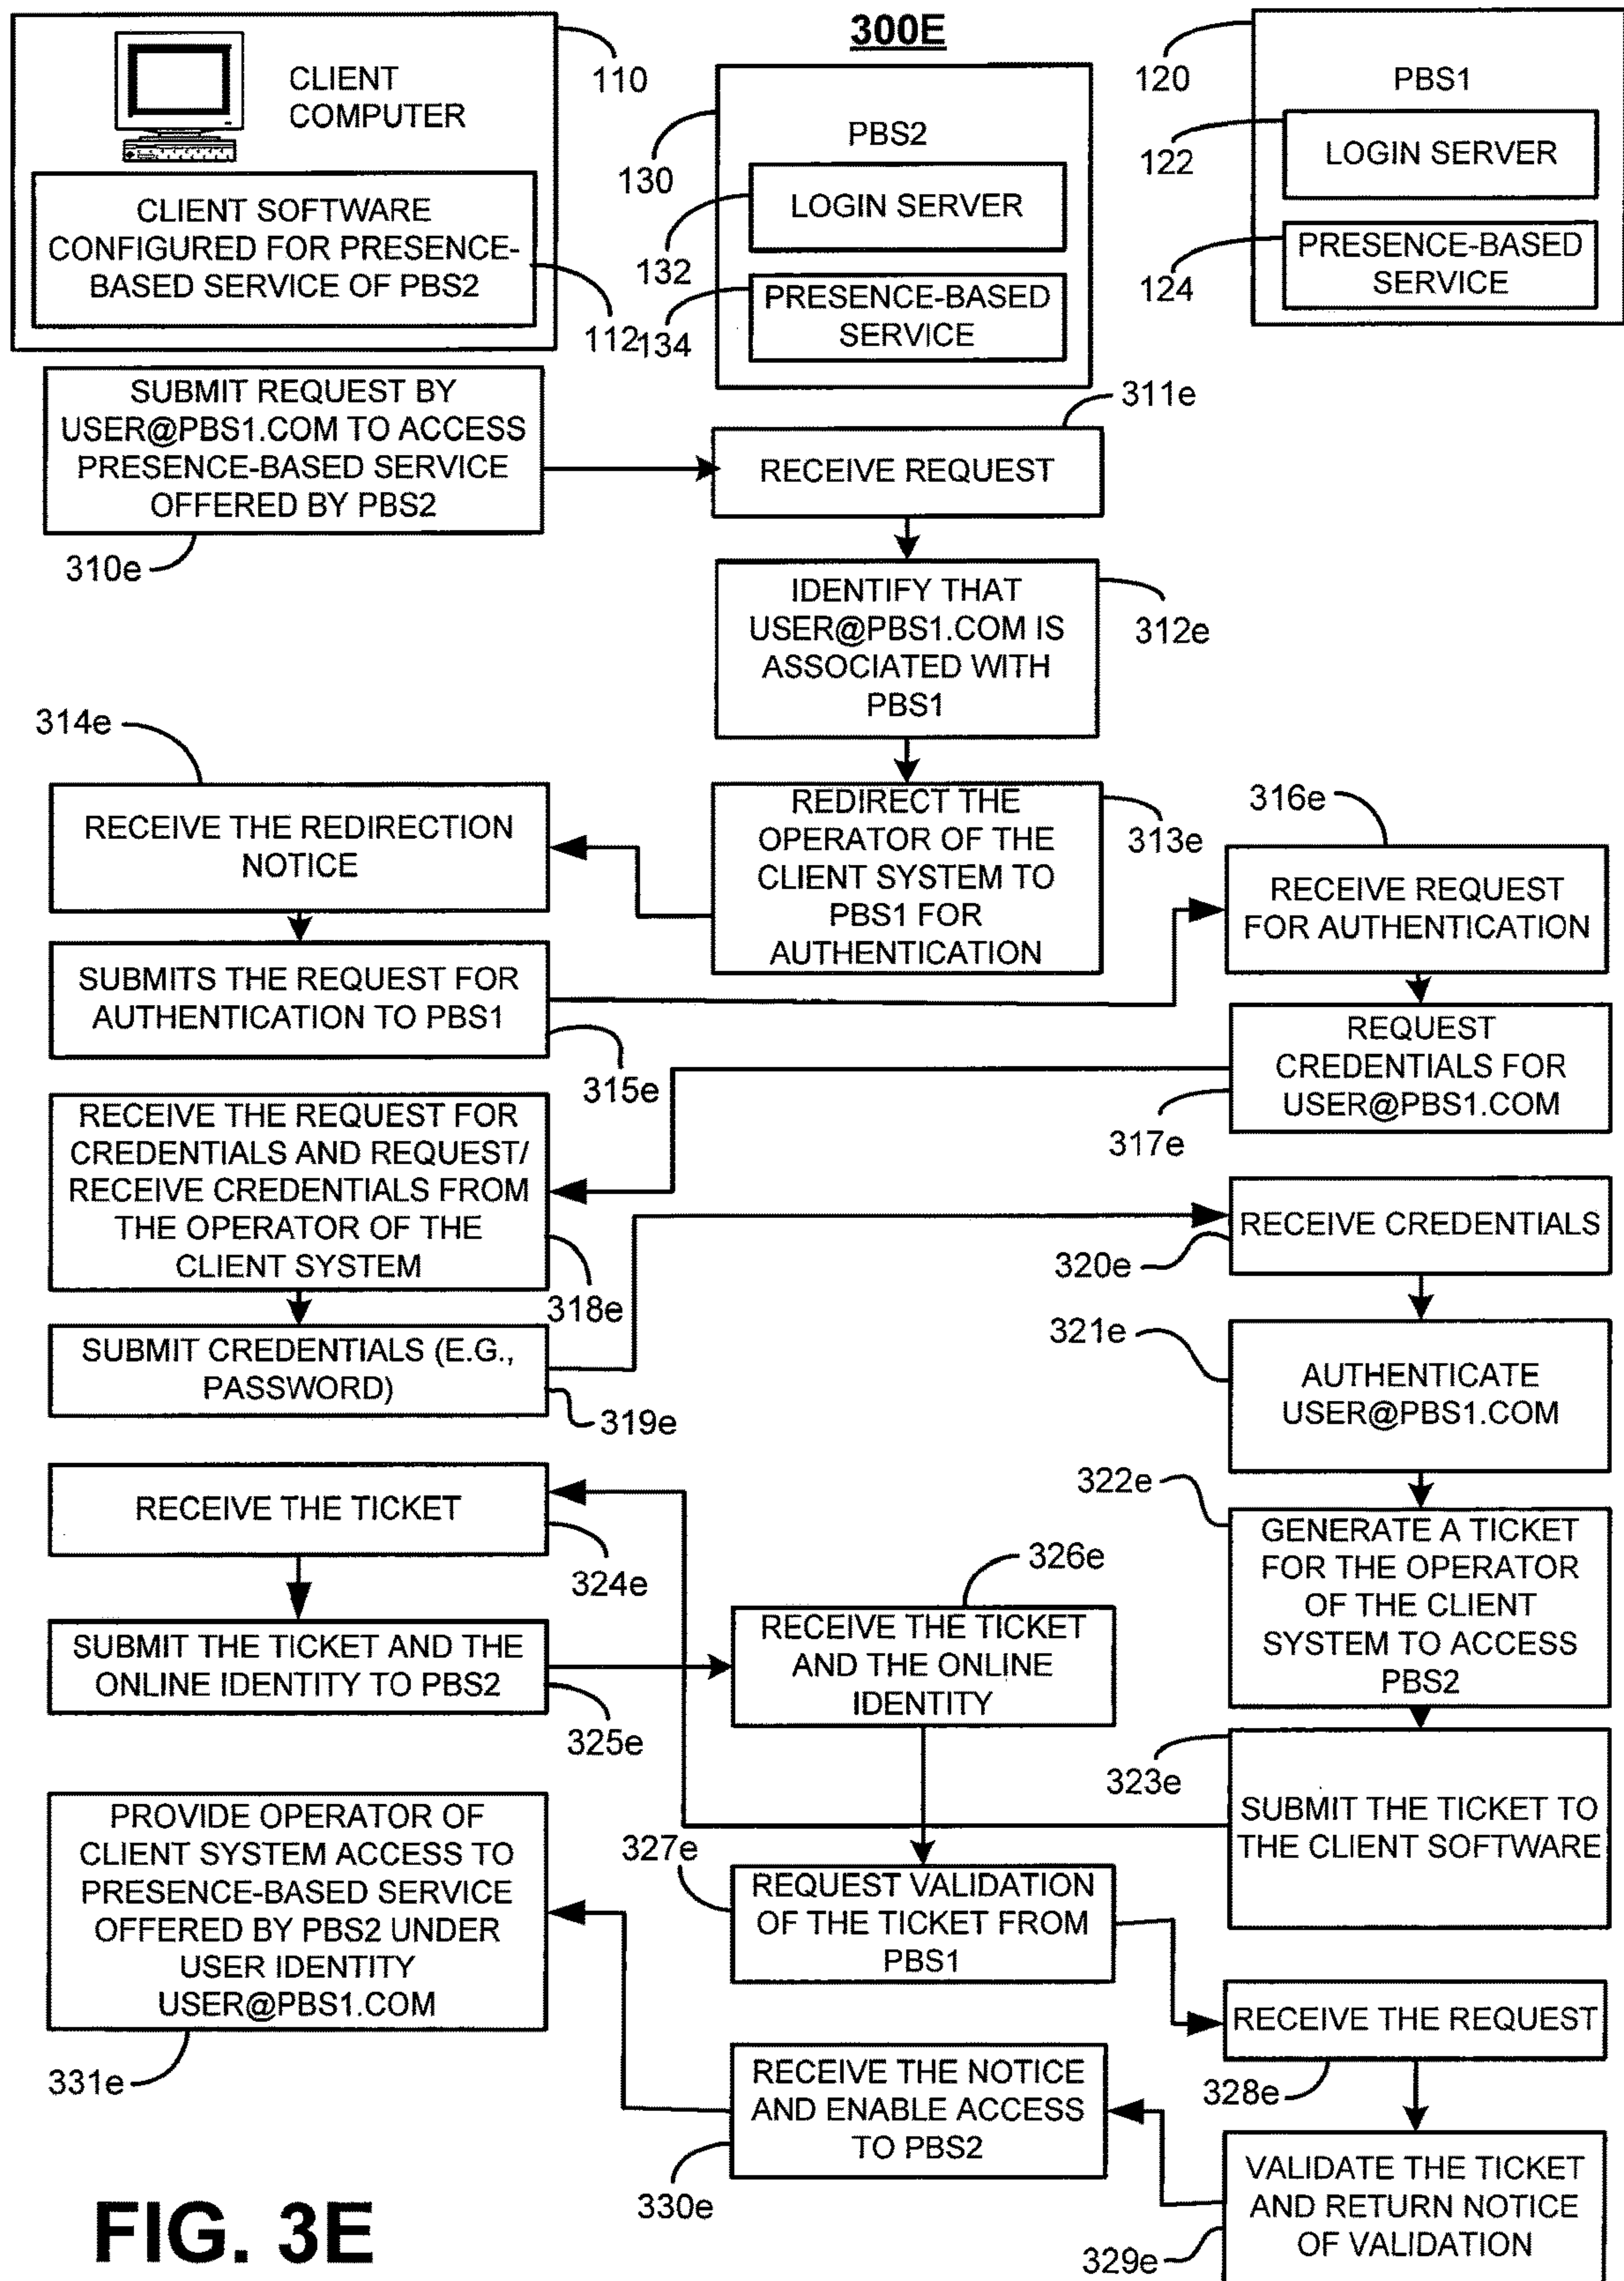 300E
CLIENT
COMPUTER
110
CLIENT SOFTWARE
CONFIGURED FOR PRESENCE-
BASED SERVICE OF PBS2
112
PBS2
130
LOGIN SERVER
132
PRESENCE-BASED
SERVICE
134
120
PBS1
122
LOGIN SERVER
124
PRESENCE-BASED
SERVICE
SUBMIT REQUEST BY
USER@PBS1.COM TO ACCESS
PRESENCE-BASED SERVICE
OFFERED BY PBS2
310e
311e
RECEIVE REQUEST
IDENTIFY THAT
USER@PBS1.COM IS
ASSOCIATED WITH
PBS1
312e
REDIRECT THE
OPERATOR OF THE
CLIENT SYSTEM TO
PBS1 FOR
AUTHENTICATION
313e
314e
RECEIVE THE REDIRECTION
NOTICE
SUBMITS THE REQUEST FOR
AUTHENTICATION TO PBS1
315e
316e
RECEIVE REQUEST
FOR AUTHENTICATION
REQUEST
CREDENTIALS FOR
USER@PBS1.COM
317e
RECEIVE THE REQUEST FOR
CREDENTIALS AND REQUEST/
RECEIVE CREDENTIALS FROM
THE OPERATOR OF THE
CLIENT SYSTEM
318e
SUBMIT CREDENTIALS (E.G.,
PASSWORD)
319e
RECEIVE CREDENTIALS
320e
321e
AUTHENTICATE
USER@PBS1.COM
322e
GENERATE A TICKET
FOR THE OPERATOR
OF THE CLIENT
SYSTEM TO ACCESS
PBS2
323e
SUBMIT THE TICKET TO
THE CLIENT SOFTWARE
RECEIVE THE TICKET
324e
SUBMIT THE TICKET AND THE
ONLINE IDENTITY TO PBS2
325e
326e
RECEIVE THE TICKET
AND THE ONLINE
IDENTITY
327e
REQUEST VALIDATION
OF THE TICKET FROM
PBS1
RECEIVE THE REQUEST
328e
VALIDATE THE TICKET
AND RETURN NOTICE
OF VALIDATION
329e
RECEIVE THE NOTICE
AND ENABLE ACCESS
TO PBS2
330e
PROVIDE OPERATOR OF
CLIENT SYSTEM ACCESS TO
PRESENCE-BASED SERVICE
OFFERED BY PBS2 UNDER
USER IDENTITY
USER@PBS1.COM
331e
FIG. 3E